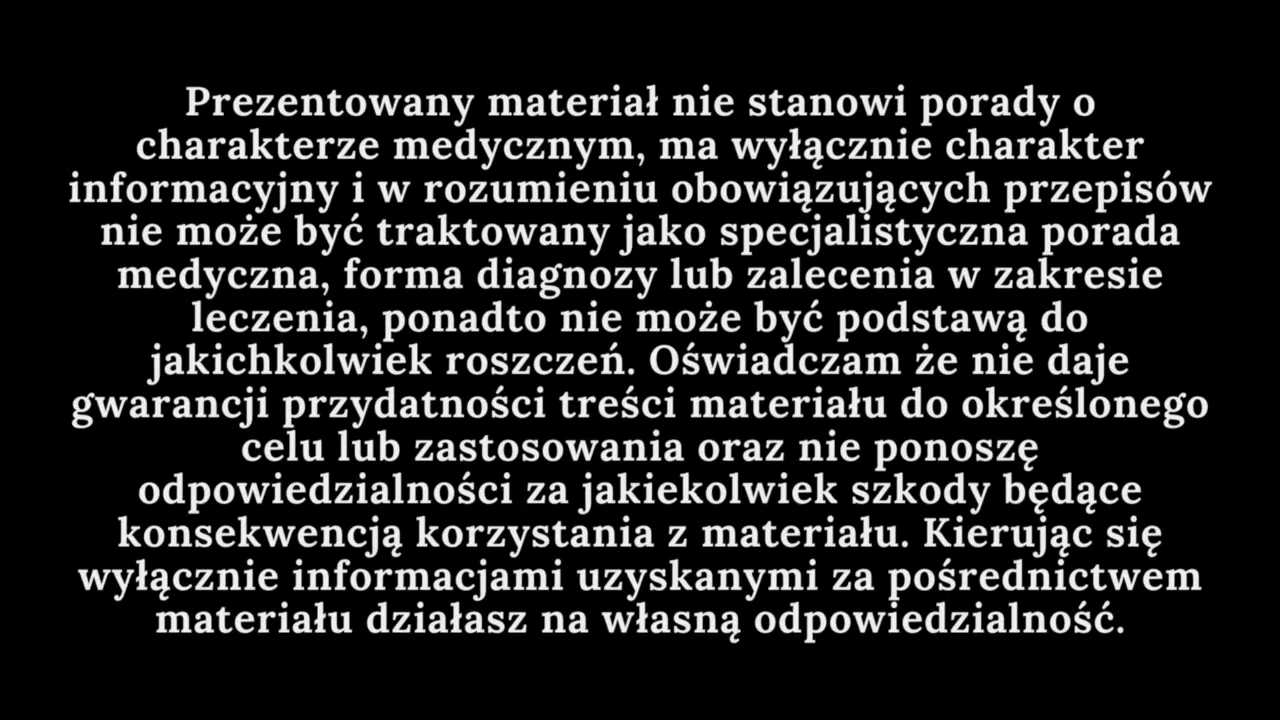 Prezentowany materiał nie stanowi porady o
charakterze medycznym, ma wyłącznie charakter
informacyjny i w rozumieniu obowiązujących przepisów
nie może być traktowany jako specjalistyczna porada
medyczna, forma diagnozy lub zalecenia w zakresie
leczenia, ponadto nie może być podstawą do
jakichkolwiek roszczeń. Oświadczam że nie daje
gwarancji przydatności treści materiału do określonego
celu lub zastosowania oraz nie ponoszę
odpowiedzialności za jakiekolwiek szkody będące
konsekwencją korzystania z materiału. Kierując się
wyłącznie informacjami uzyskanymi za pośrednictwem
materiału działasz na własną odpowiedzialność.